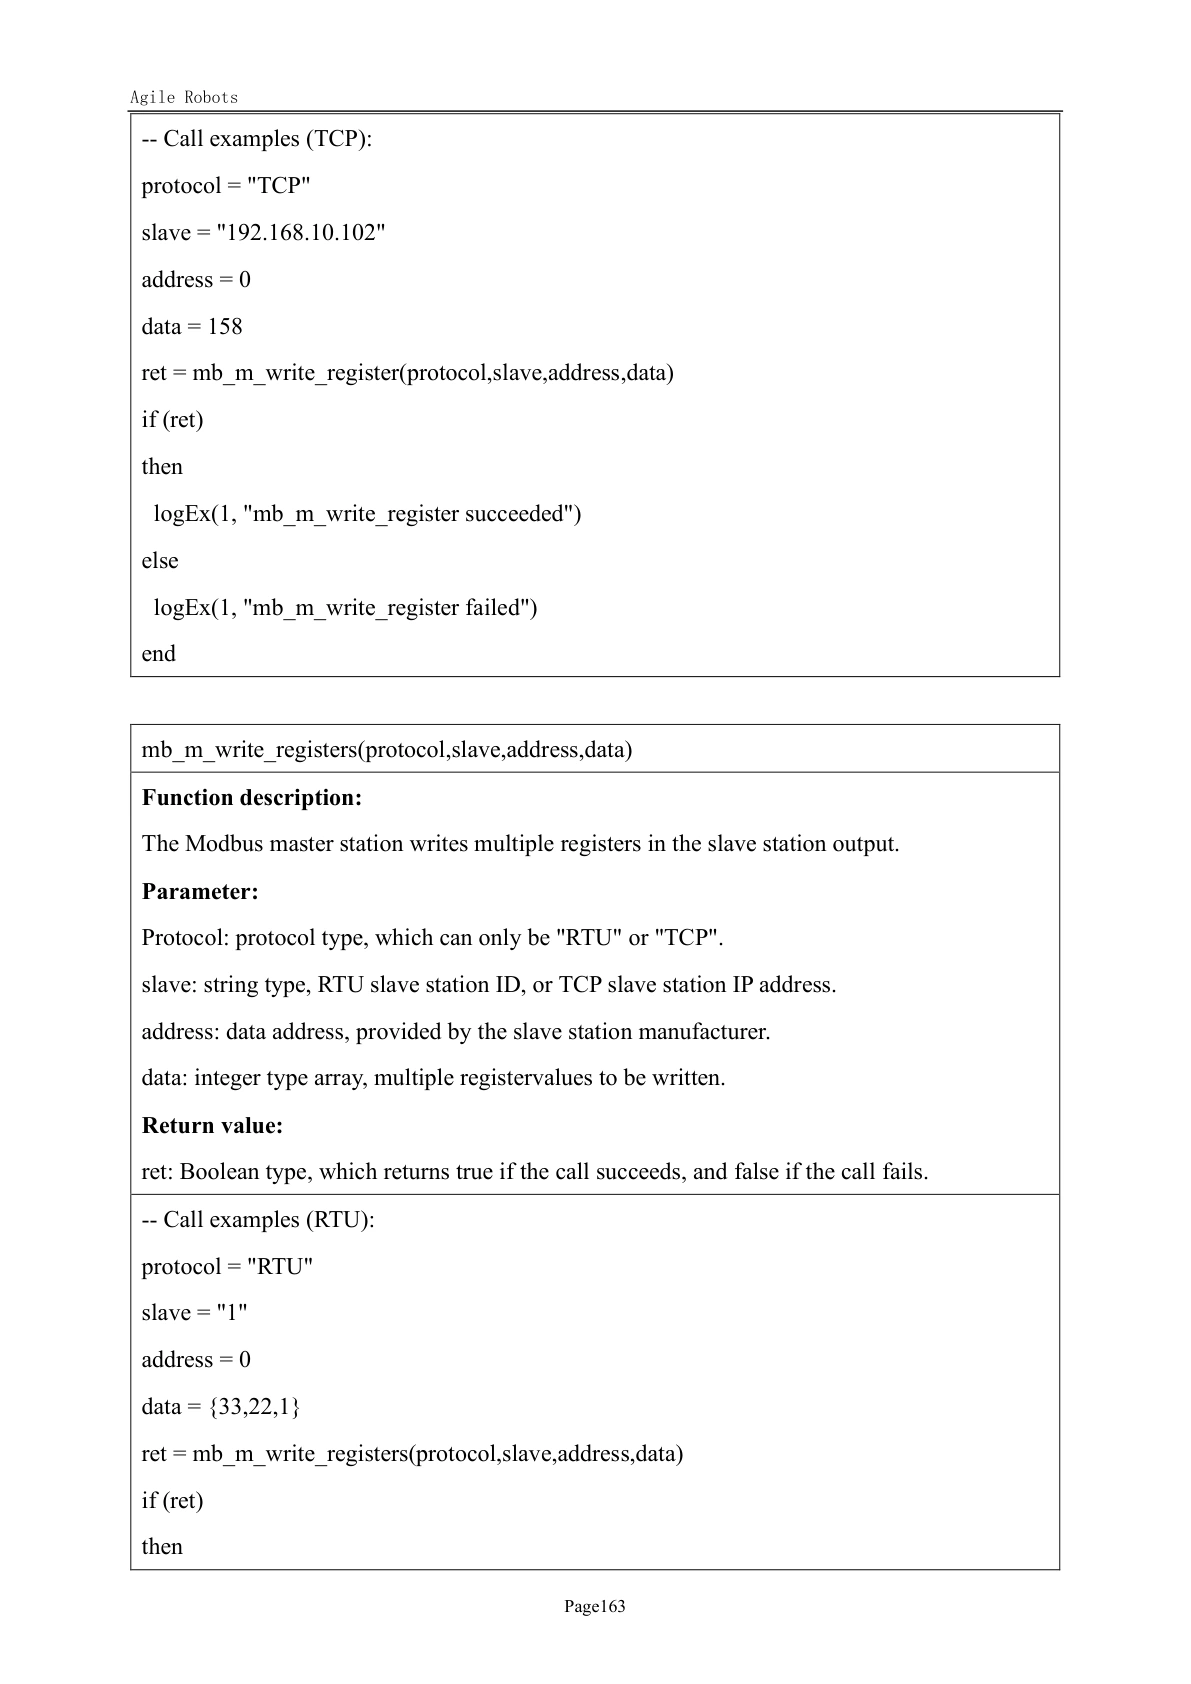 Agile Robots
-- Call examples (TCP):
protocol = "TCP"
slave = "192.168.10.102"
address = 0
data = 158
ret = mb_m_write_register(protocol,slave,address,data)
if (ret)
then
  logEx(1, "mb_m_write_register succeeded")
else
  logEx(1, "mb_m_write_register failed")
end
mb_m_write_registers(protocol,slave,address,data)
Function description:
The Modbus master station writes multiple registers in the slave station output.
Parameter:
Protocol: protocol type, which can only be "RTU" or "TCP".
slave: string type, RTU slave station ID, or TCP slave station IP address.
address: data address, provided by the slave station manufacturer.
data: integer type array, multiple registervalues to be written.
Return value:
ret: Boolean type, which returns true if the call succeeds, and false if the call fails.
-- Call examples (RTU):
protocol = "RTU"
slave = "1"
address = 0
data = {33,22,1}
ret = mb_m_write_registers(protocol,slave,address,data)
if (ret)
then
Page163